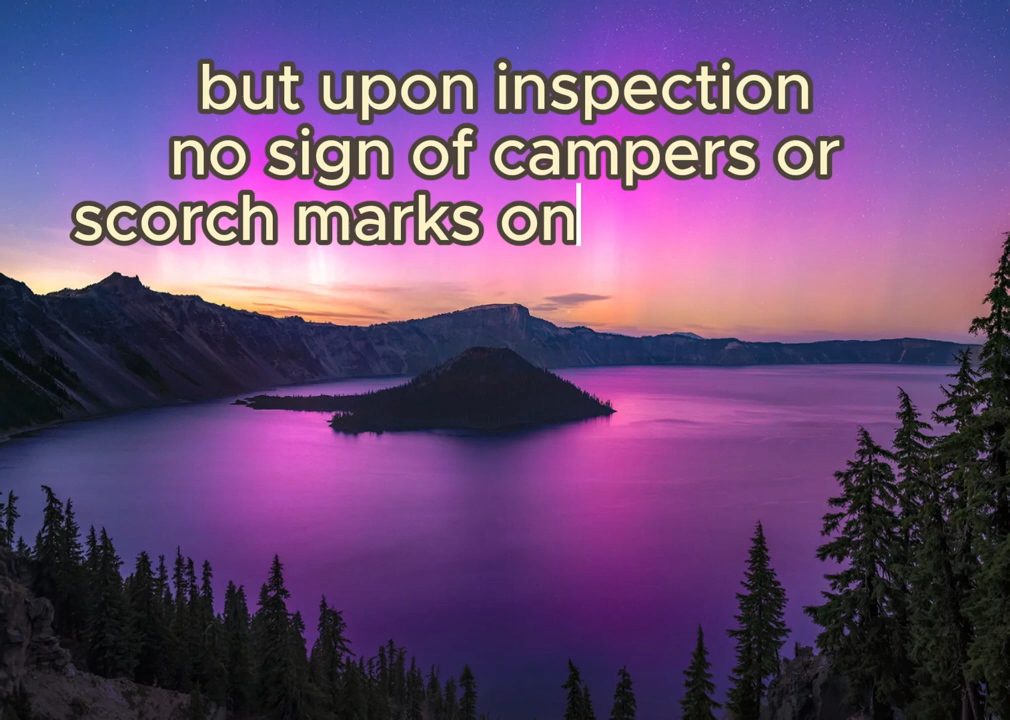 but upon inspection
no sign of campers or
scorch marks on